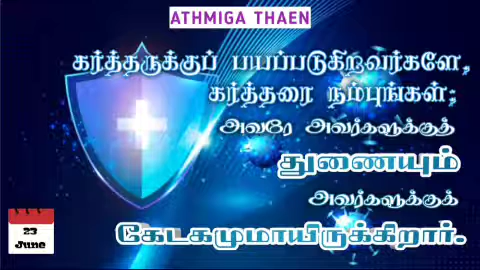 ATHMIGA THAEN
கர்த்தருக்குப் பயப்படுகிறவர்களே,
கர்த்தரை நம்புங்கள்;
அவரே அவர்களுக்குத்
துணையும்
அவர்களுக்குக்
கேடகமுமாயிருக்கிறார்.
23
June